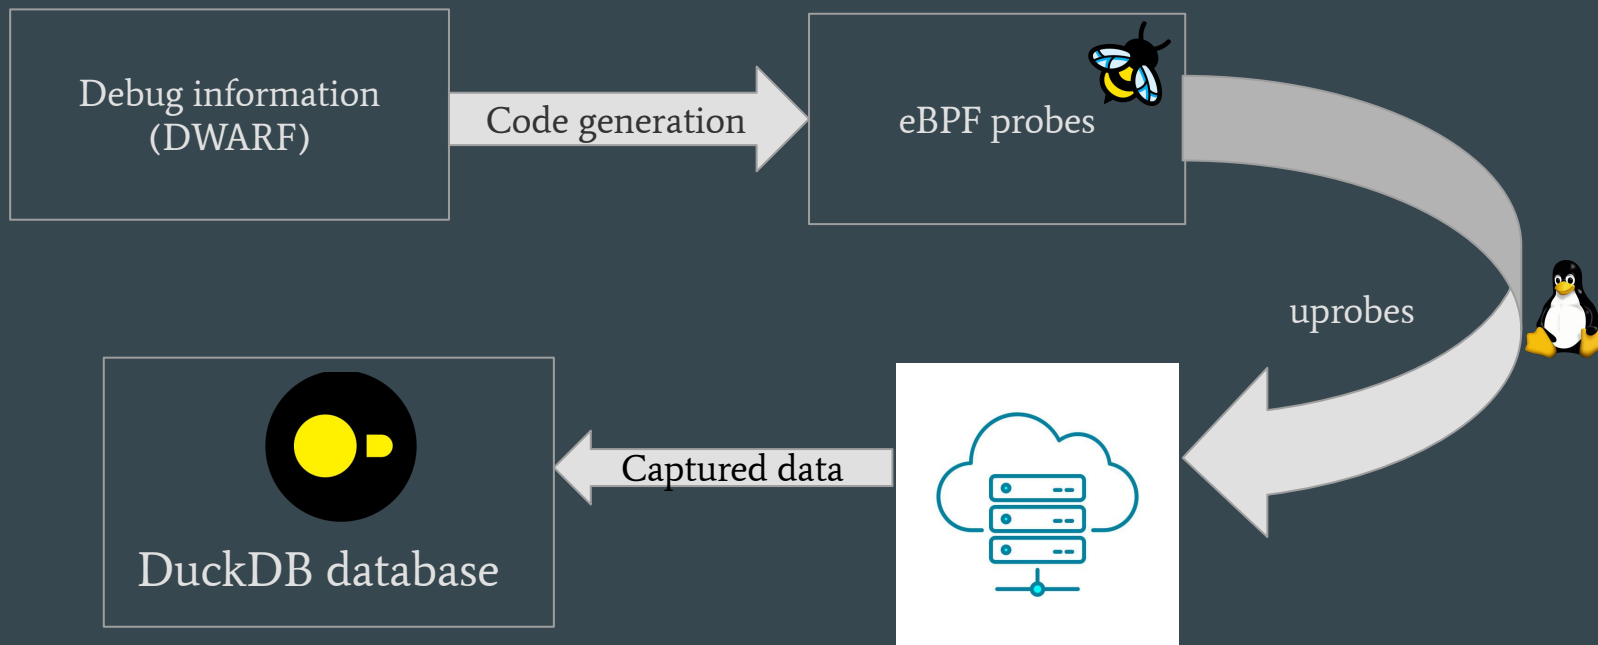 Debug information
(DWARF)
Code generation
eBPF probes
uprobes
Captured data
DuckDB database